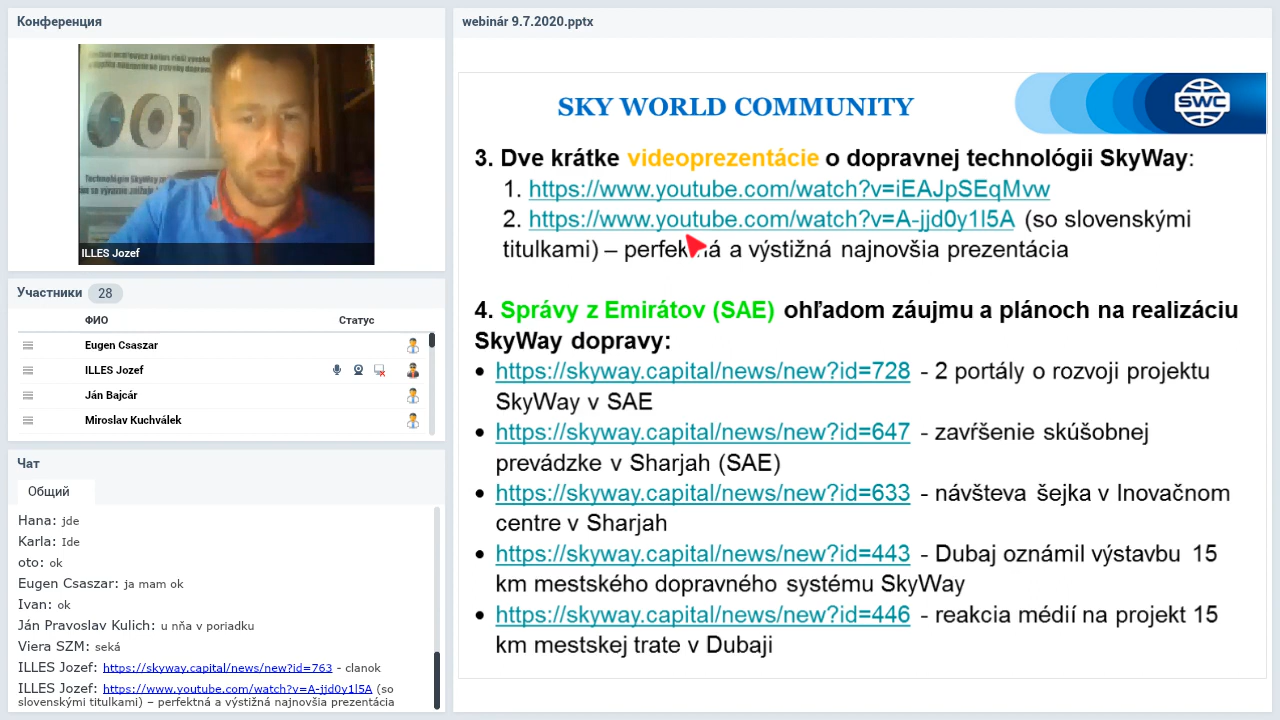 Конференция
ILLES Jozef
Участники 28
ФИО Статус
Eugen Csaszar
ILLES Jozef
Ján Bajcár
Miroslav Kuchválek
Чат
Общий
Hana: jde
Karla: Ide
oto: ok
Eugen Csaszar: ja mam ok
Ivan: ok
Ján Pravoslav Kulich: u nňa v poriadku
Viera SZM: seká
ILLES Jozef: https://skyway.capital/news/new?id=763 - clanok
ILLES Jozef: https://www.youtube.com/watch?v=A-jjd0y1l5A (so
slovenskými titulkami) – perfektná a výstižná najnovšia prezentácia
webinár 9.7.2020.pptx
SKY WORLD COMMUNITY
SWC
3. Dve krátke videoprezentácie o dopravnej technológii SkyWay:
1. https://www.youtube.com/watch?v=iEAJpSEqMvw
2. https://www.youtube.com/watch?v=A-jjd0y1l5A (so slovenskými
titulkami) – perfektná a výstižná najnovšia prezentácia
4. Správy z Emirátov (SAE) ohľadom záujmu a plánoch na realizáciu
SkyWay dopravy:
• https://skyway.capital/news/new?id=728 - 2 portály o rozvoji projektu
SkyWay v SAE
• https://skyway.capital/news/new?id=647 - zavŕšenie skúšobnej
prevádzke v Sharjah (SAE)
• https://skyway.capital/news/new?id=633 - návšteva šejka v Inovačnom
centre v Sharjah
• https://skyway.capital/news/new?id=443 - Dubaj oznámil výstavbu 15
km mestského dopravného systému SkyWay
• https://skyway.capital/news/new?id=446 - reakcia médií na projekt 15
km mestskej trate v Dubaji